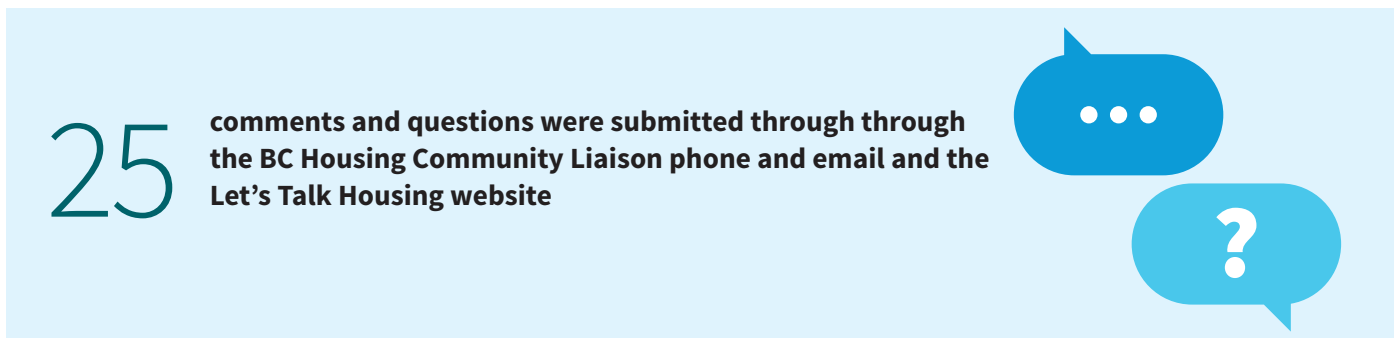 25
comments and questions were submitted through through
the BC Housing Community Liaison phone and email and the
Let’s Talk Housing website
?